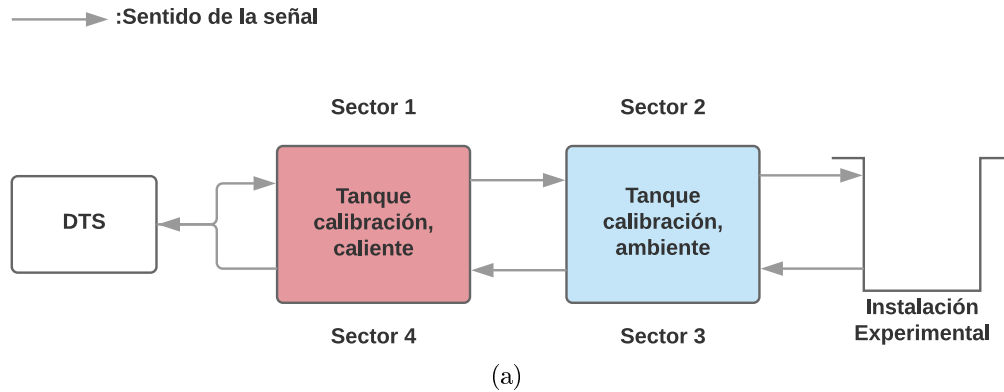 :Sentido de la señal
Sector 1
Sector 2
DTS
Tanque
calibración,
caliente
Tanque
calibración,
ambiente
Sector 4
Sector 3
Instalación
Experimental
(a)